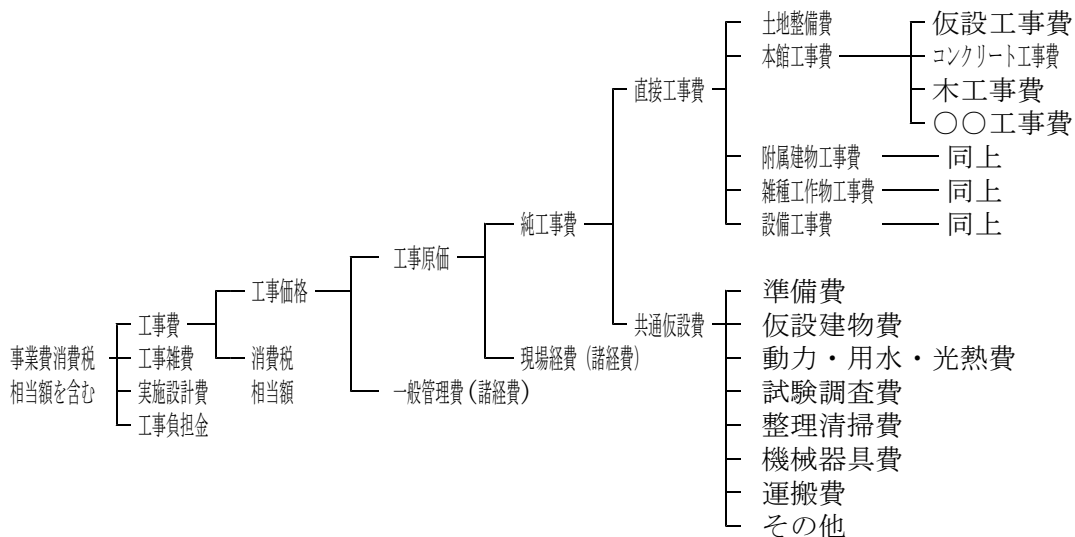 事業費消費税
相当額を含む
工事費
工事雑費
実施設計費
工事負担金
工事価格
消費税
相当額
工事原価
一般管理費(諸経費)
純工事費
現場経費(諸経費)
直接工事費
共通仮設費
土地整備費
本館工事費
附属建物工事費
雑種工作物工事費
設備工事費
仮設工事費
コンクリート工事費
木工事費
○○工事費
同上
同上
同上
準備費
仮設建物費
動力・用水・光熱費
試験調査費
整理清掃費
機械器具費
運搬費
その他